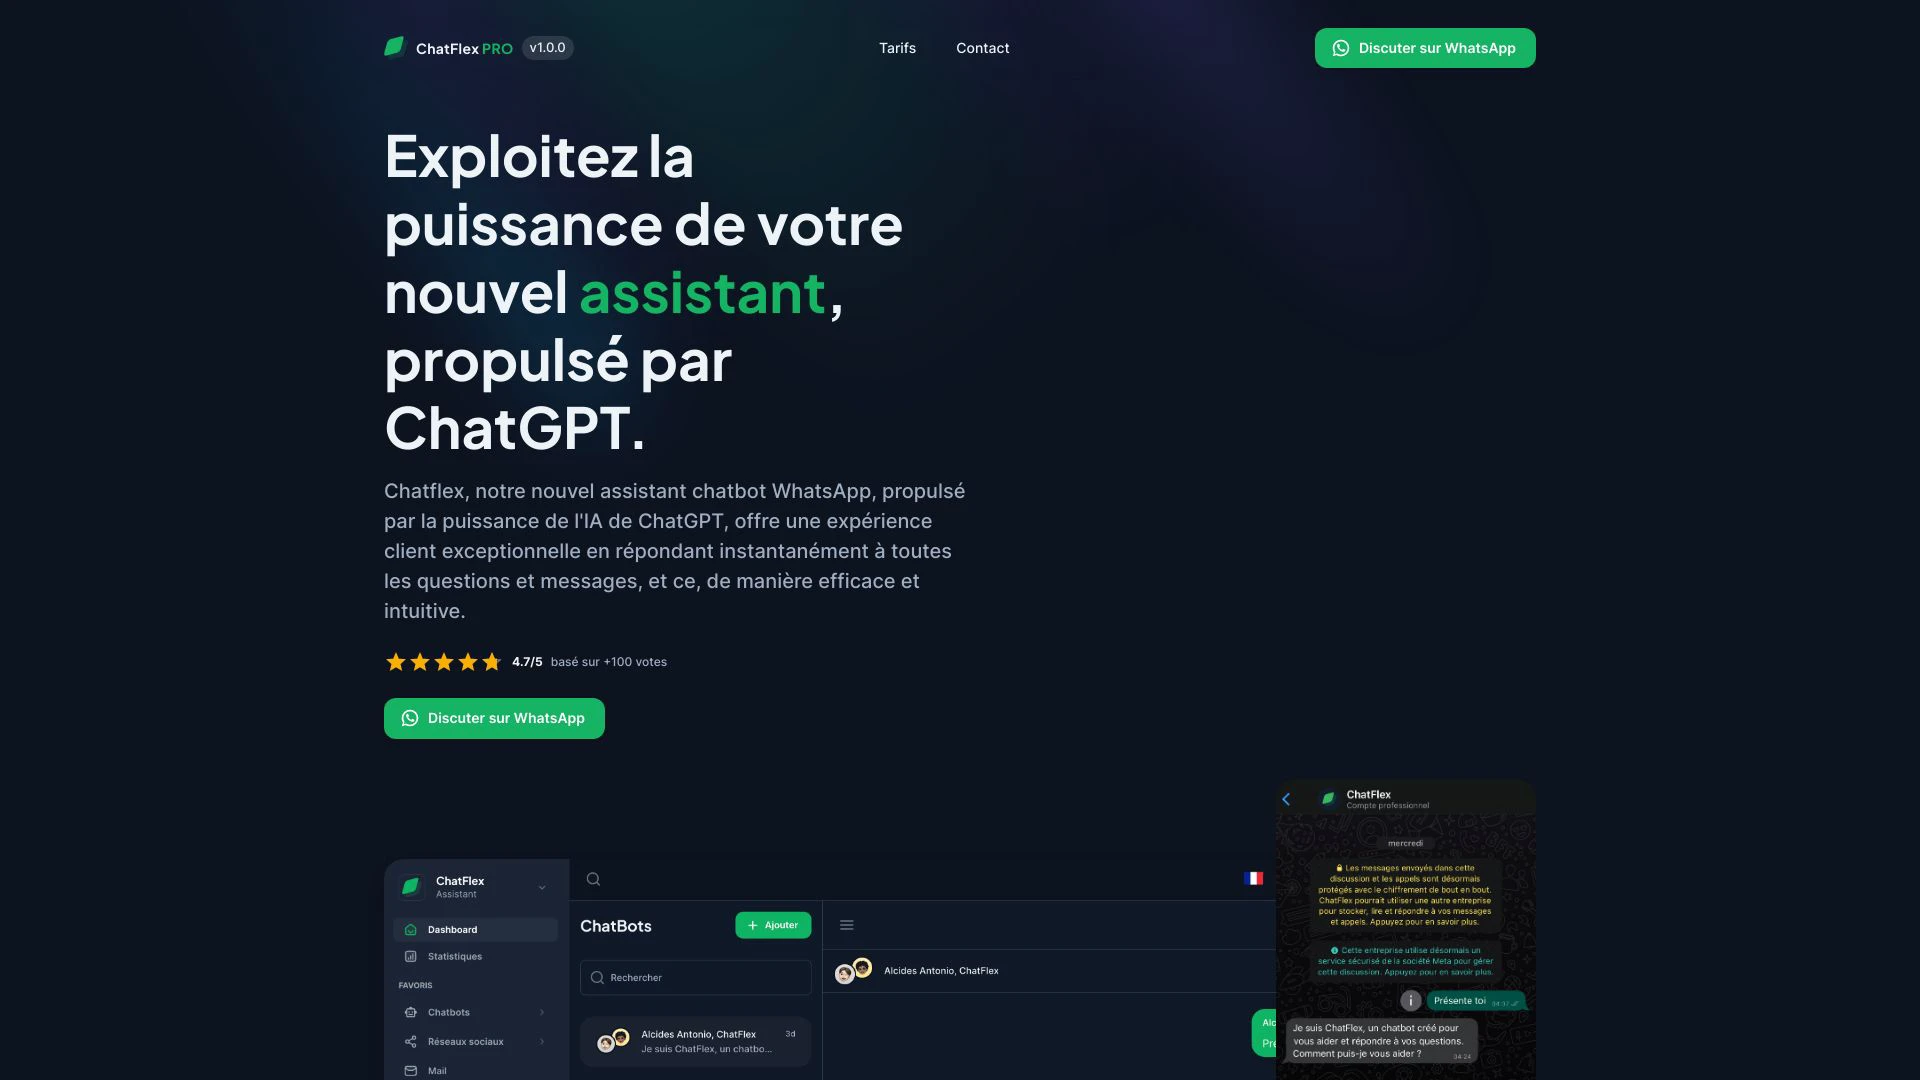 ChatFlex PRO v1.0.0
Tarifs
Contact
Discuter sur WhatsApp
Exploitez la
puissance de votre
nouvel assistant,
propulsé par
ChatGPT.
Chatflex, notre nouvel assistant chatbot WhatsApp, propulsé
par la puissance de l'IA de ChatGPT, offre une expérience
client exceptionnelle en répondant instantanément à toutes
les questions et messages, et ce, de manière efficace et
intuitive.
4.7/5 basé sur +100 votes
Discuter sur WhatsApp
ChatFlex
Assistant
Dashboard
Statistiques
FAVORIS
Chatbots
Réseaux sociaux
Mail
ChatBots
Ajouter
Rechercher
Alcides Antonio, ChatFlex 3d
Je suis ChatFlex, un chatbo...
Alcides Antonio, ChatFlex
Alc
Pré
ChatFlex
Compte professionnel
mercredi
Les messages envoyés dans cette
discussion et les appels sont désormais
protégés avec le chiffrement de bout en bout.
ChatFlex pourrait utiliser une autre entreprise
pour stocker, lire et répondre à vos messages
et appels. Appuyez pour en savoir plus.
Cette entreprise utilise désormais un
service sécurisé de la société Meta pour gérer
cette discussion. Appuyez pour en savoir plus.
Présente toi
Je suis ChatFlex, un chatbot créé pour
vous aider et répondre à vos questions.
Comment puis-je vous aider ? 04:24